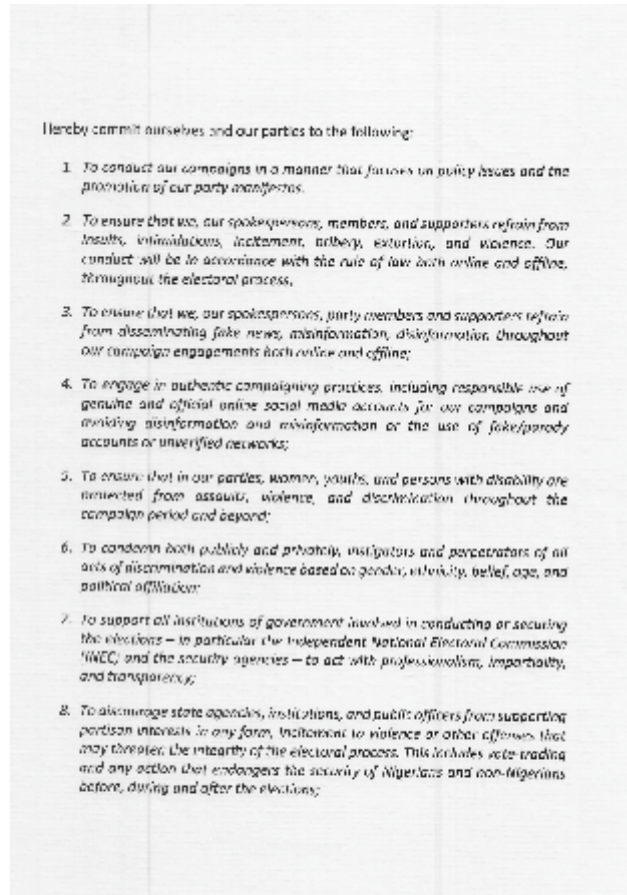 Hereby commit ourselves and our parties to the following:
1. To conduct our campaigns in a manner that focuses on policy issues and the
promotion of our party manifestos.
2. To ensure that we, our spokespersons, members, and supporters refrain from
insults, intimidations, incitement, bribery, extortion, and violence. Our
conduct will be in accordance with the rule of law both online and offline,
throughout the electoral process;
3. To ensure that we, our spokespersons, party members and supporters refrain
from disseminating fake news, misinformation, disinformation throughout
our campaign engagements both online and offline;
4. To engage in authentic campaigning practices, including responsible use of
genuine and official online social media accounts for our campaigns and
avoiding disinformation and misinformation or the use of fake/parody
accounts or unverified networks;
5. To ensure that in our parties, women, youths, and persons with disability are
protected from assaults, violence, and discrimination throughout the
campaign period and beyond;
6. To condemn both publicly and privately, instigators and perpetrators of all
acts of discrimination and violence based on gender, ethnicity, belief, age, and
political affiliation;
7. To support all institutions of government involved in conducting or securing
the elections – in particular the Independent National Electoral Commission
(INEC) and the security agencies – to act with professionalism, impartiality,
and transparency;
8. To discourage state agencies, institutions, and public officers from supporting
partisan interests in any form, incitement to violence or other offenses that
may threaten the integrity of the electoral process. This includes vote-trading
and any action that endangers the security of Nigerians and non-Nigerians
before, during and after the elections;